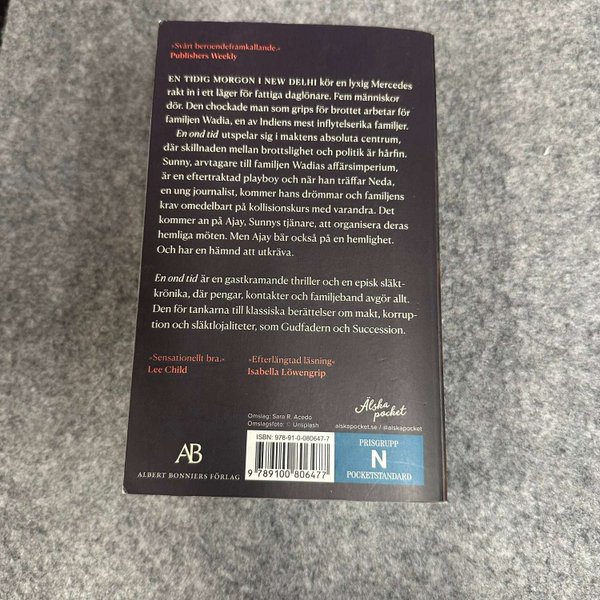 »Svårt beroendeframkallande.»
Publishers Weekly
EN TIDIG MORGON I NEW DELHI kör en lyxig Mercedes
rakt in i ett läger för fattiga daglönare. Fem människor
dör. Den chockade man som grips för brottet arbetar för
familjen Wadia, en av Indiens mest inflytelserika familjer.
En ond tid utspelar sig i maktens absoluta centrum,
där skillnaden mellan brottslighet och politik är hårfin.
Sunny, arvtagare till familjen Wadias affärsimperium,
är en eftertraktad playboy och när han träffar Neda,
en ung journalist, kommer hans drömmar och familjens
krav omedelbart på kollisionskurs med varandra. Det
kommer an på Ajay, Sunnys tjänare, att organisera deras
hemliga möten. Men Ajay bär också på en hemlighet.
Och har en hämnd att utkräva.
En ond tid är en gastkramande thriller och en episk släkt-
krönika, där pengar, kontakter och familjeband avgör allt.
Den för tankarna till klassiska berättelser om makt, korrup-
tion och släktlojaliteter, som Gudfadern och Succession.
»Sensationellt bra.»
Lee Child
»Efterlängtad läsning»
Isabella Löwengrip
Älska
pocket
alskapocket.se / @alskapocket
Omslag: Sara R. Acedo
Omslagsfoto: © Unsplash
ISBN: 978-91-0-080647-7
9 789100 806477
PRISGRUPP
N
POCKETSTANDARD
AB
ALBERT BONNIERS FÖRLAG